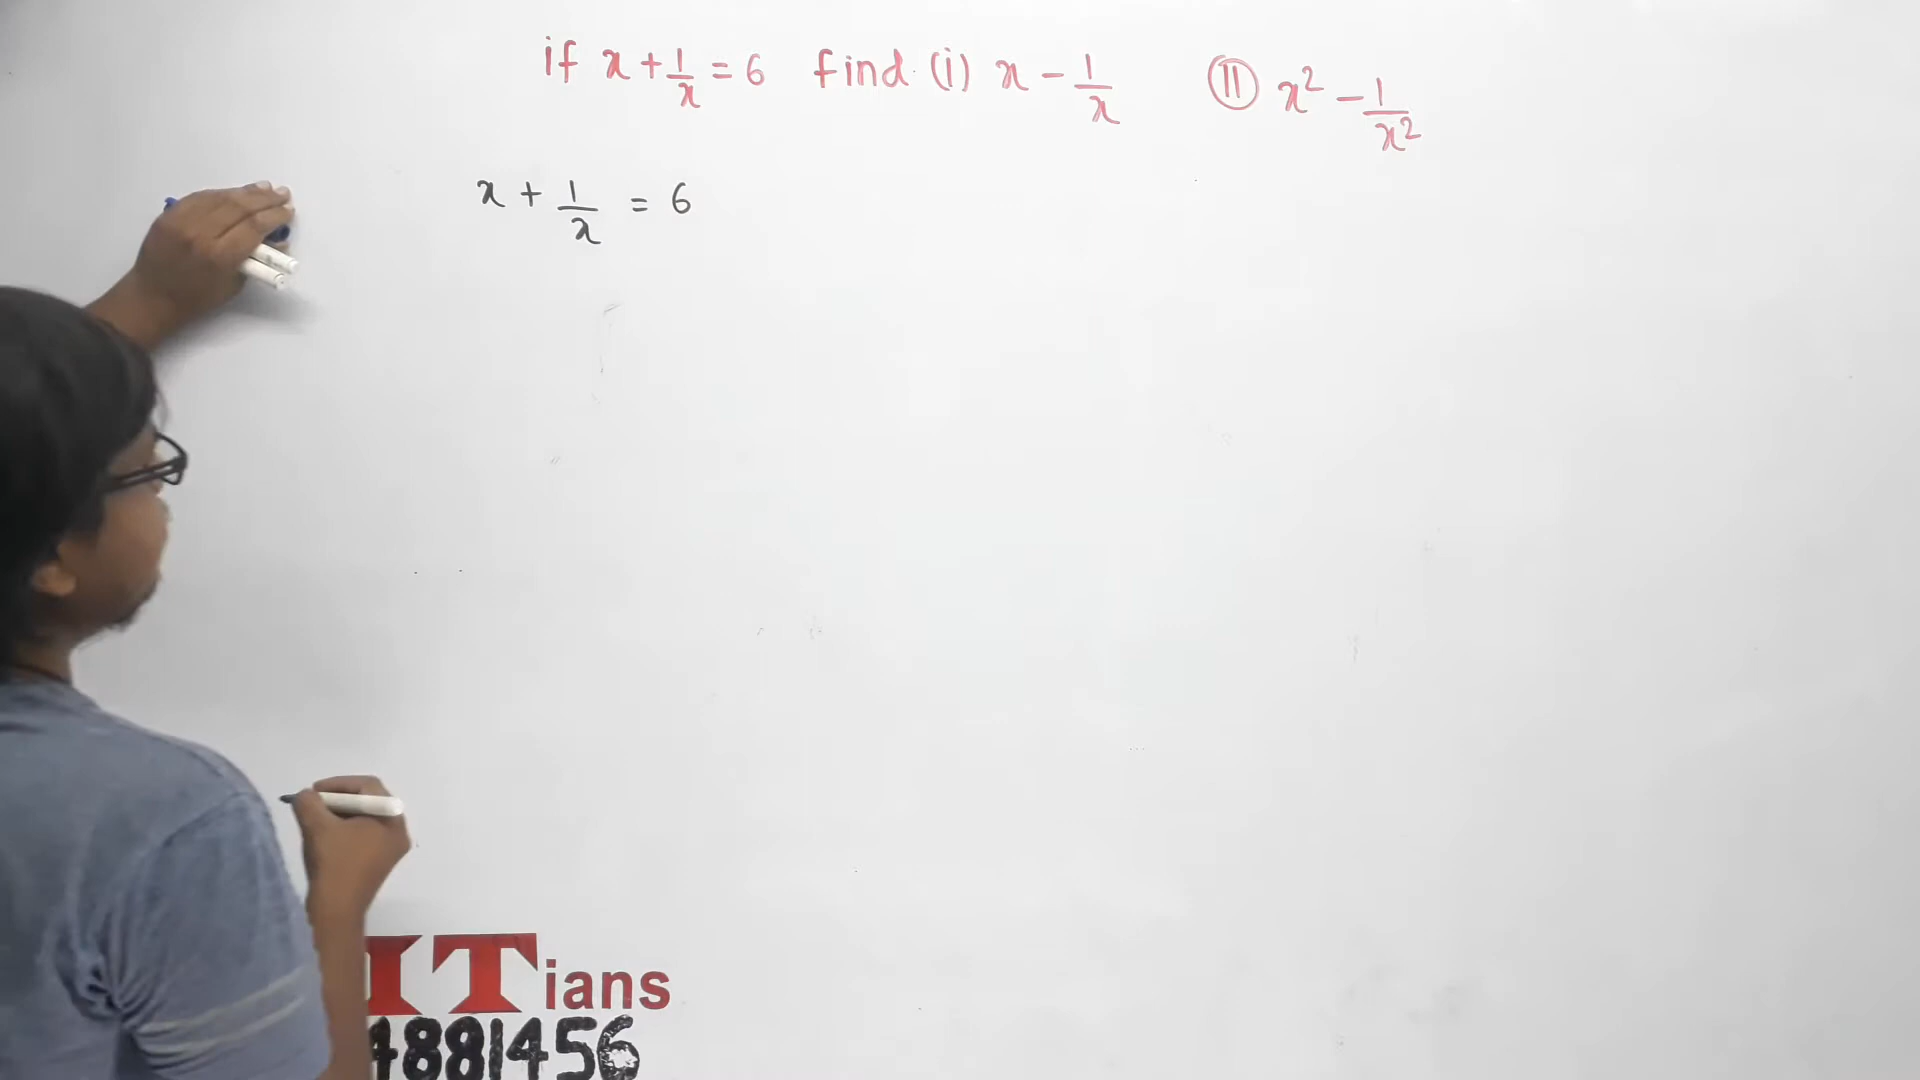 if x + 1/x = 6 find (i) x - 1/x (II) x² - 1/x²
x + 1/x = 6
ITians
4881456